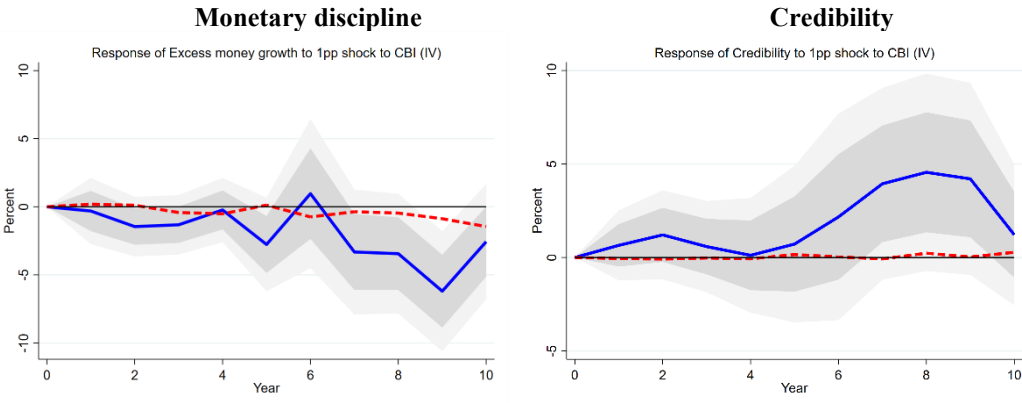 Monetary discipline
Response of Excess money growth to 1pp shock to CBI (IV)
10
5
0
-5
-10
Percent
0 2 4 6 8 10
Year
Credibility
Response of Credibility to 1pp shock to CBI (IV)
10
5
0
-5
Percent
0 2 4 6 8 10
Year